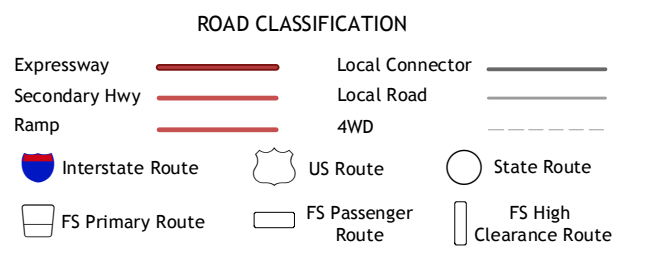 ROAD CLASSIFICATION
Expressway
Local Connector
Secondary Hwy
Local Road
Ramp
4WD
Interstate Route
US Route
State Route
FS Primary Route
FS Passenger
Route
FS High
Clearance Route